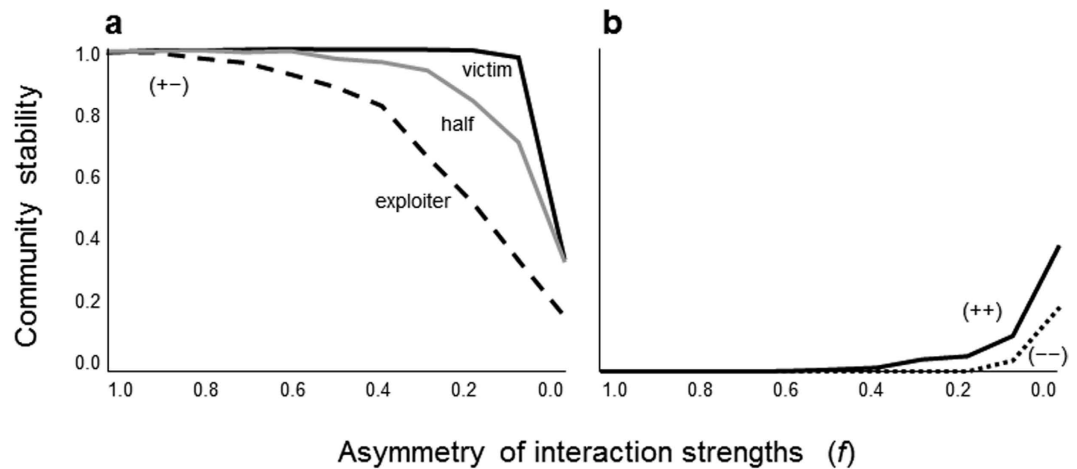 a
b
Community stability
1.0
0.8
0.6
0.4
0.2
0.0
(+−)
victim
half
exploiter
1.0 0.8 0.6 0.4 0.2 0.0
(++)
(−−)
1.0 0.8 0.6 0.4 0.2 0.0
Asymmetry of interaction strengths (f)